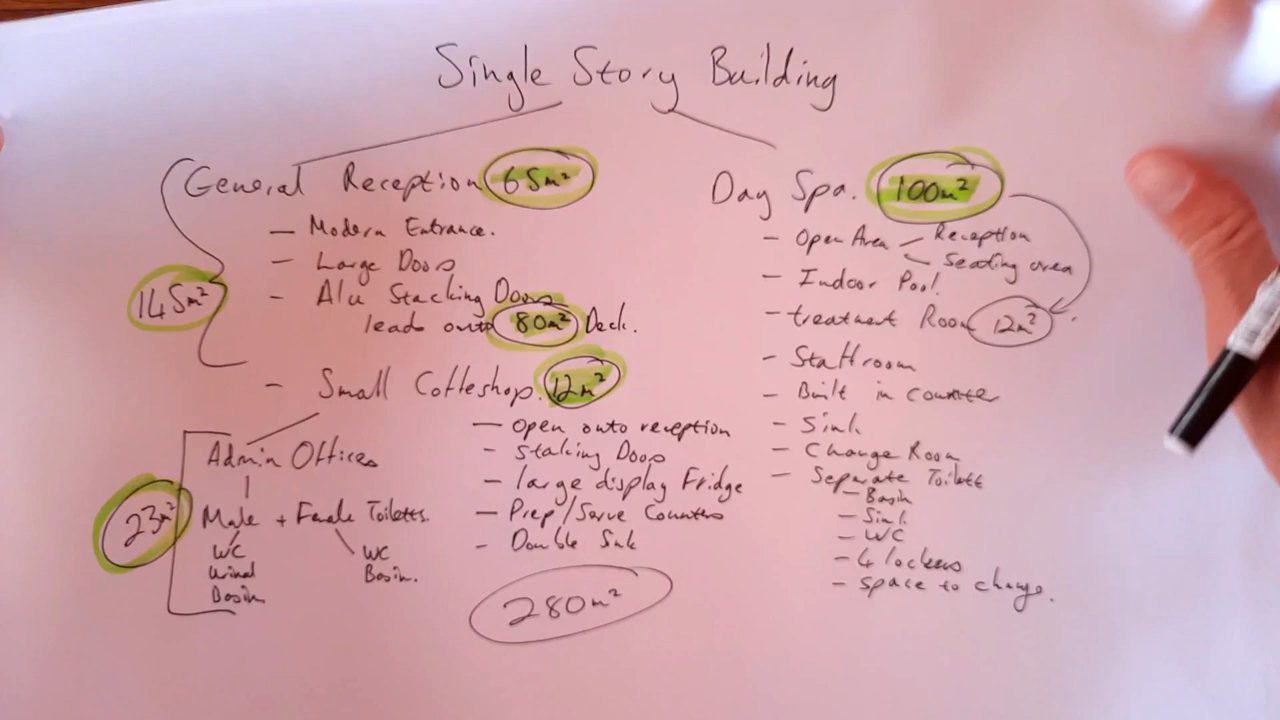 Single Story Building
General Reception 65m²
— Modern Entrance.
— Large Doors
- Alu Stacking Doors
leads onto 80m² Deck.
145m²
- Small Coffeeshop. 12m²
— Open onto reception
- Staking Doors
— large display Fridge
— Prep/Serve Counters
- Double Sink
Admin Offices
23m²
Male + Female Toiletts.
WC
Urinal
Basin
WC
Basin.
280m²
Day Spa. 100m²
- Open Area
Reception
Seating area
- Indoor Pool.
- treatment Room 12m²
- Staffroom
- Built in counter
- Sink
- Change Room
- Separate Toilett
- Basin
- Sink
- WC
- 4 lockers
- space to change.